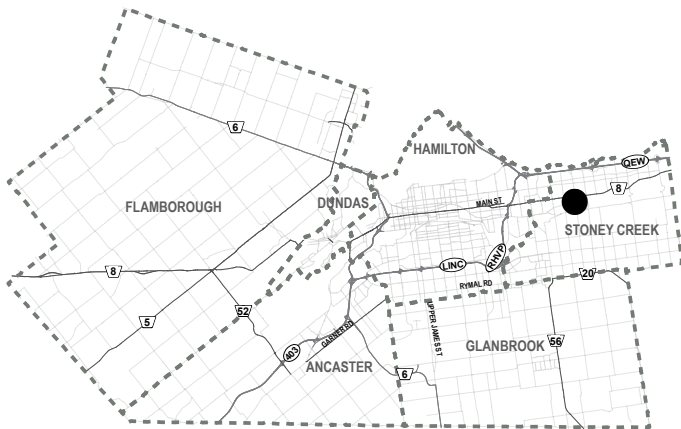 6
HAMILTON
QEW
FLAMBOROUGH
DUNDAS
MAIN ST
8
STONEY CREEK
8
LINC
RHVP
20
RYMAL RD
5
52
UPPER JAMES ST
403
GARNER RD
GLANBROOK
56
ANCASTER
6